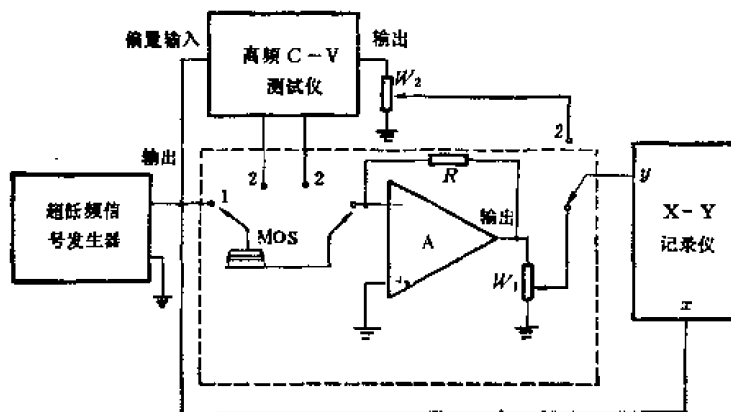 偏置输入
高频 C-V
测试仪
输出
W₂
2
输出
超低频信
号发生器
1
2
2
MOS
R
A
输出
W₁
y
X-Y
记录仪
x
-
+